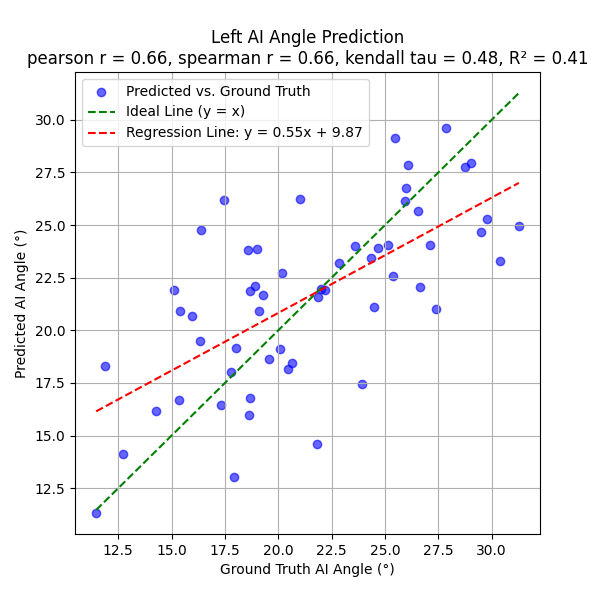 Left AI Angle Prediction
pearson r = 0.66, spearman r = 0.66, kendall tau = 0.48, R² = 0.41
Predicted vs. Ground Truth
Ideal Line (y = x)
Regression Line: y = 0.55x + 9.87
30.0
27.5
25.0
22.5
20.0
17.5
15.0
12.5
Predicted AI Angle (°)
12.5 15.0 17.5 20.0 22.5 25.0 27.5 30.0
Ground Truth AI Angle (°)